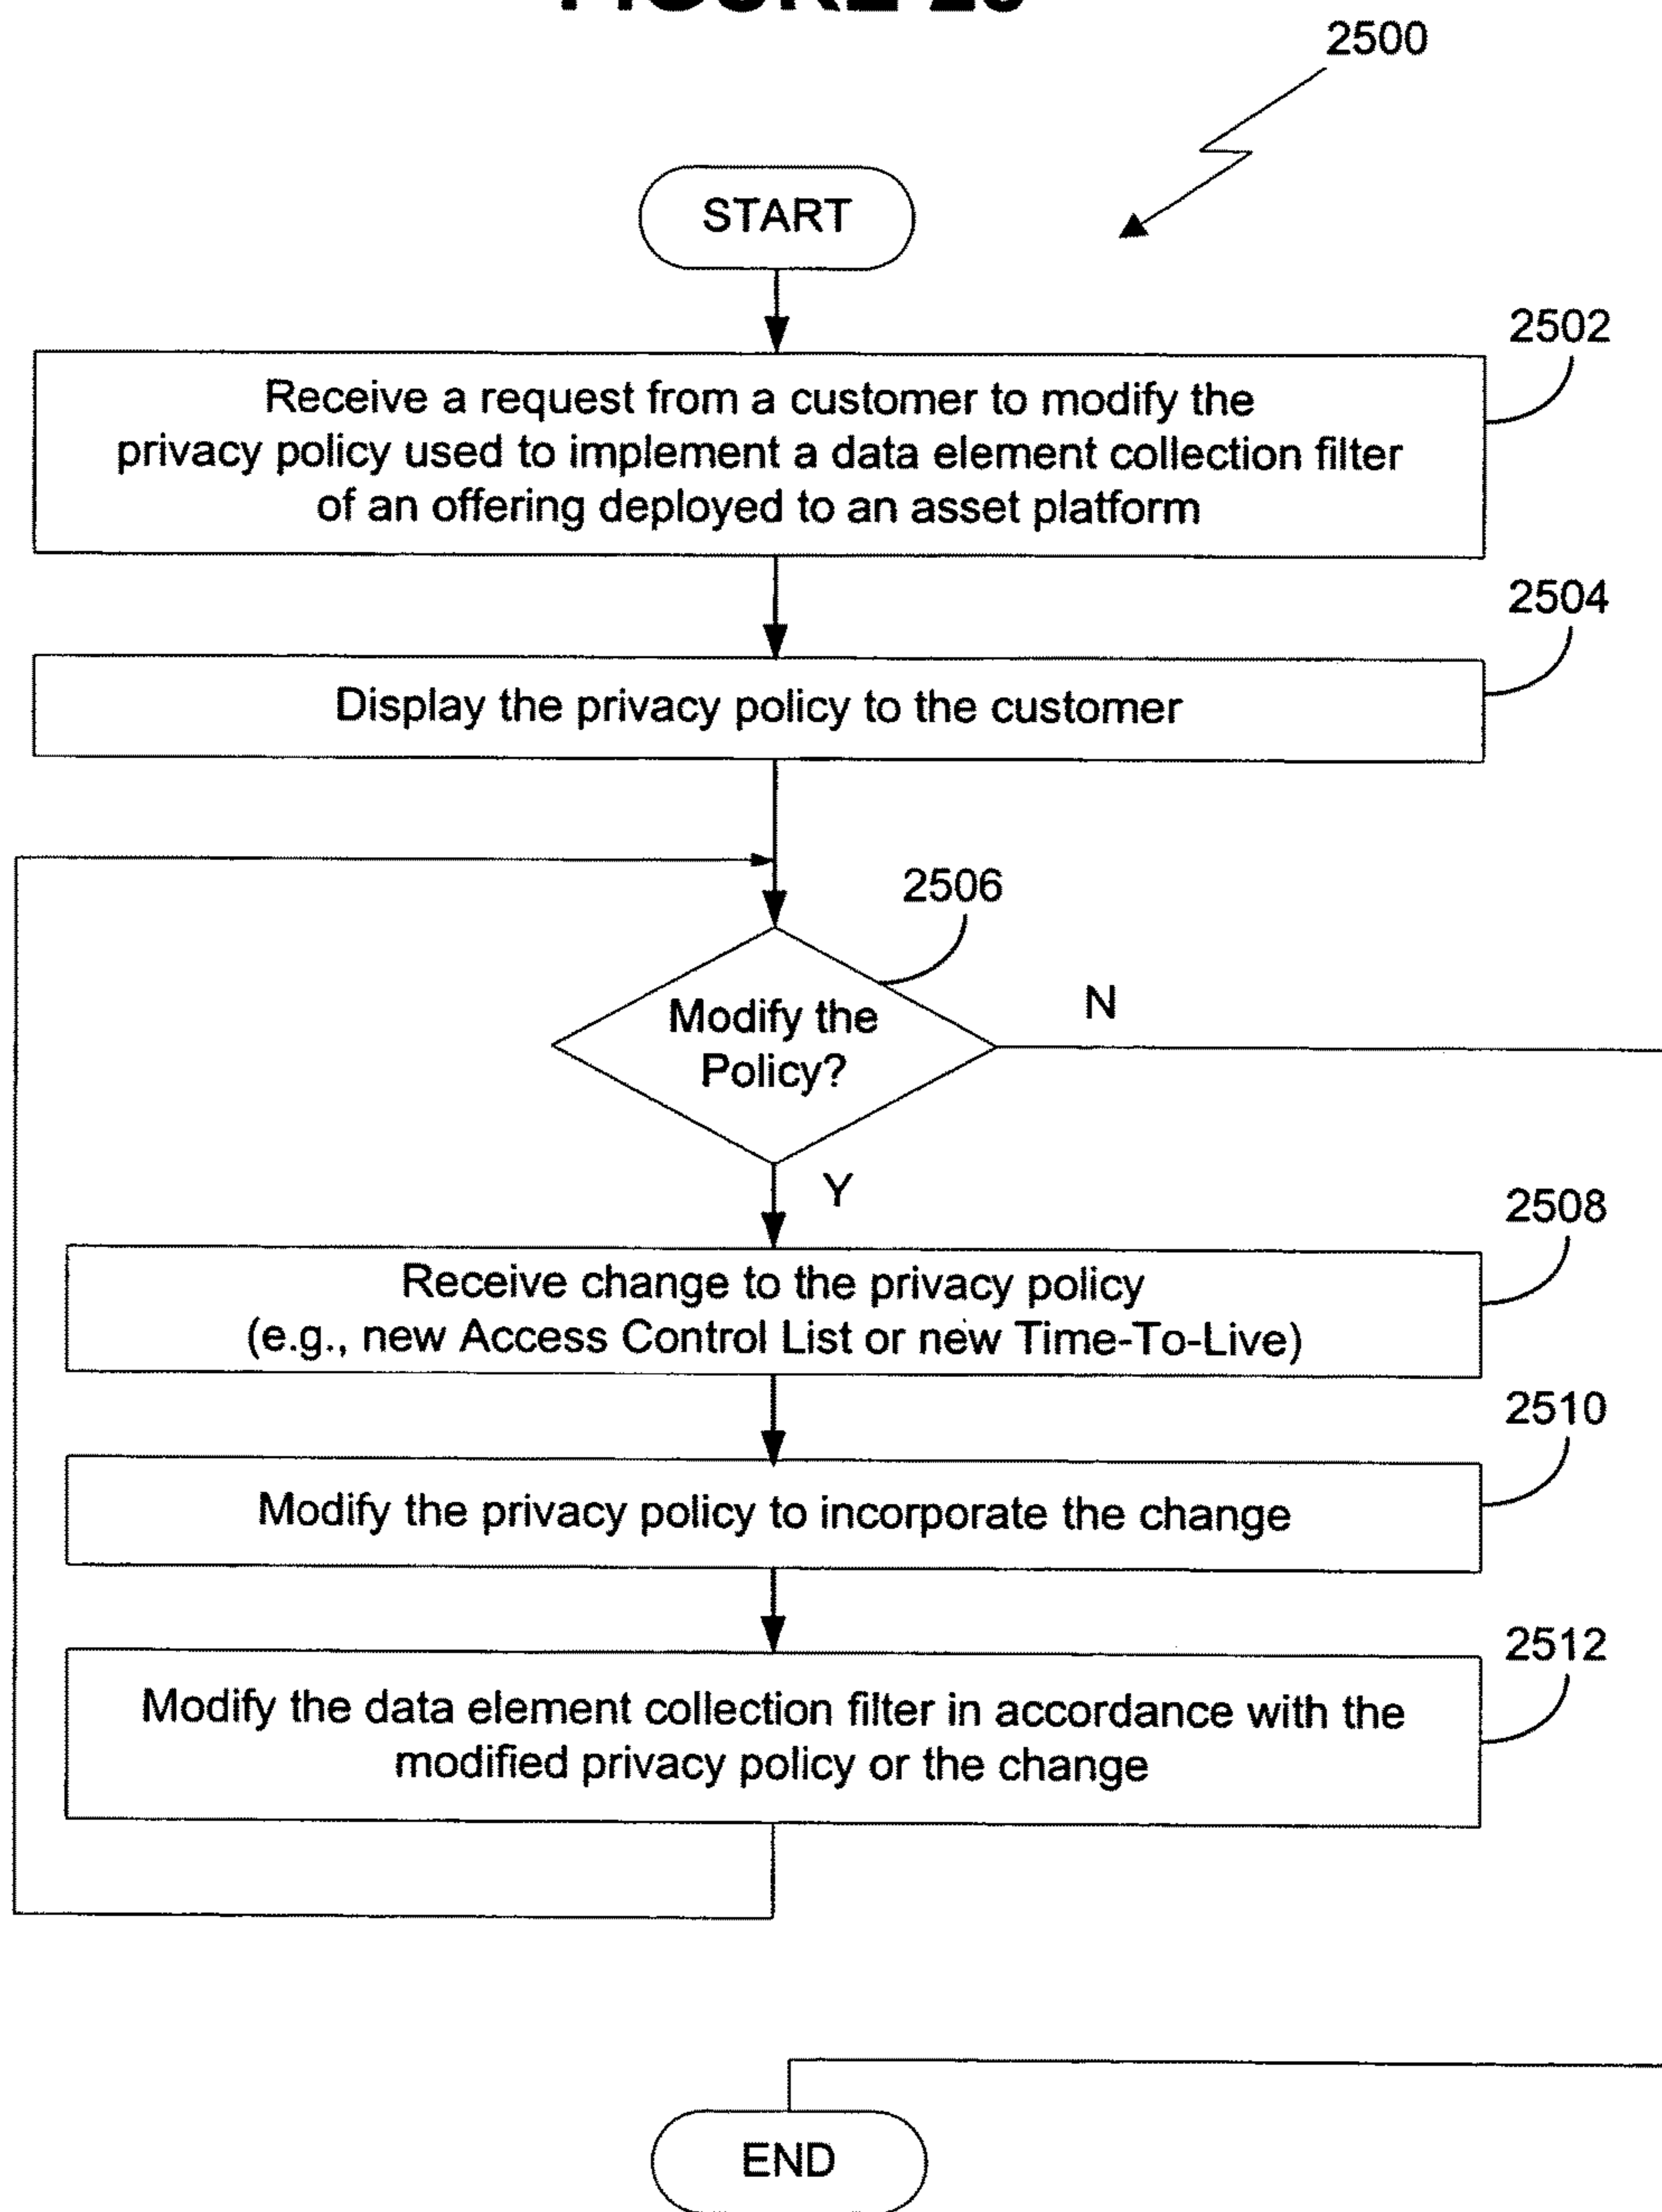 2500
START
2502
Receive a request from a customer to modify the
privacy policy used to implement a data element collection filter
of an offering deployed to an asset platform
2504
Display the privacy policy to the customer
2506
Modify the
Policy?
N
Y
2508
Receive change to the privacy policy
(e.g., new Access Control List or new Time-To-Live)
2510
Modify the privacy policy to incorporate the change
2512
Modify the data element collection filter in accordance with the
modified privacy policy or the change
END